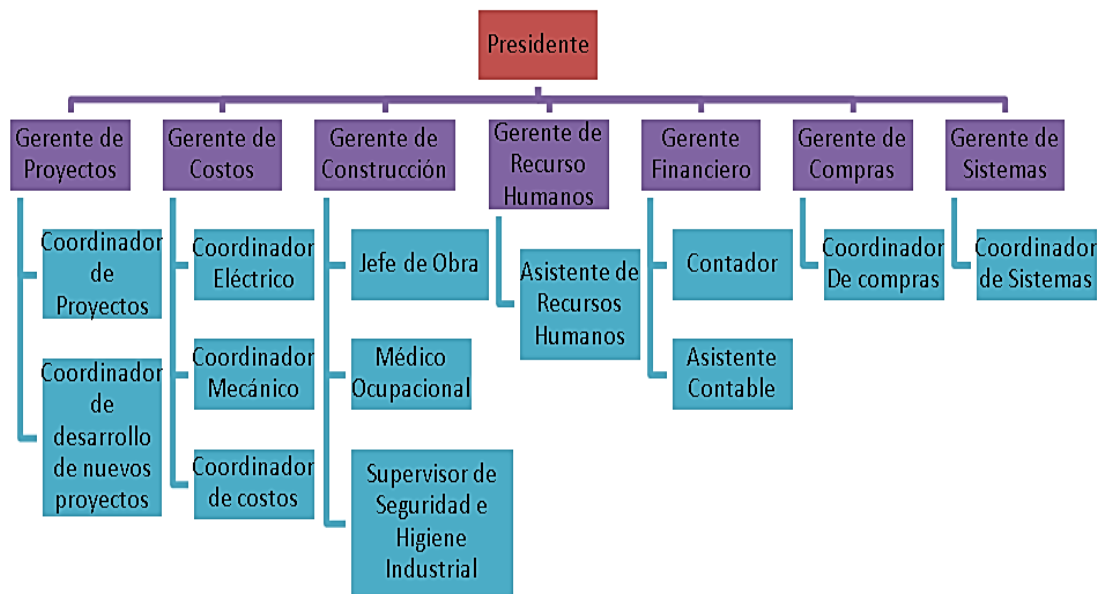 Presidente
Gerente de
Proyectos
Gerente de
Costos
Gerente de
Construcción
Gerente de
Recurso
Humanos
Gerente
Financiero
Gerente de
Compras
Gerente de
Sistemas
Coordinador
de
Proyectos
Coordinador
de
desarrollo
de nuevos
proyectos
Coordinador
Eléctrico
Coordinador
Mecánico
Coordinador
de costos
Jefe de Obra
Médico
Ocupacional
Supervisor de
Seguridad e
Higiene
Industrial
Asistente de
Recursos
Humanos
Contador
Asistente
Contable
Coordinador
De compras
Coordinador
de Sistemas